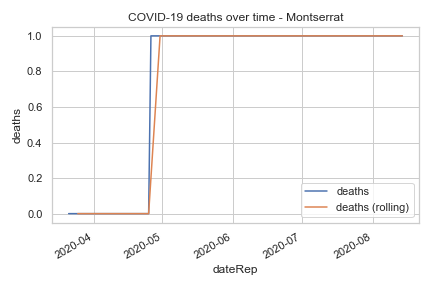 COVID-19 deaths over time - Montserrat
deaths
1.0
0.8
0.6
0.4
0.2
0.0
deaths
deaths (rolling)
2020-04
2020-05
2020-06
2020-07
2020-08
dateRep